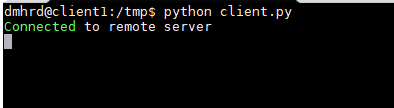 dmhrd@client1:/tmp$ python client.py
Connected to remote server